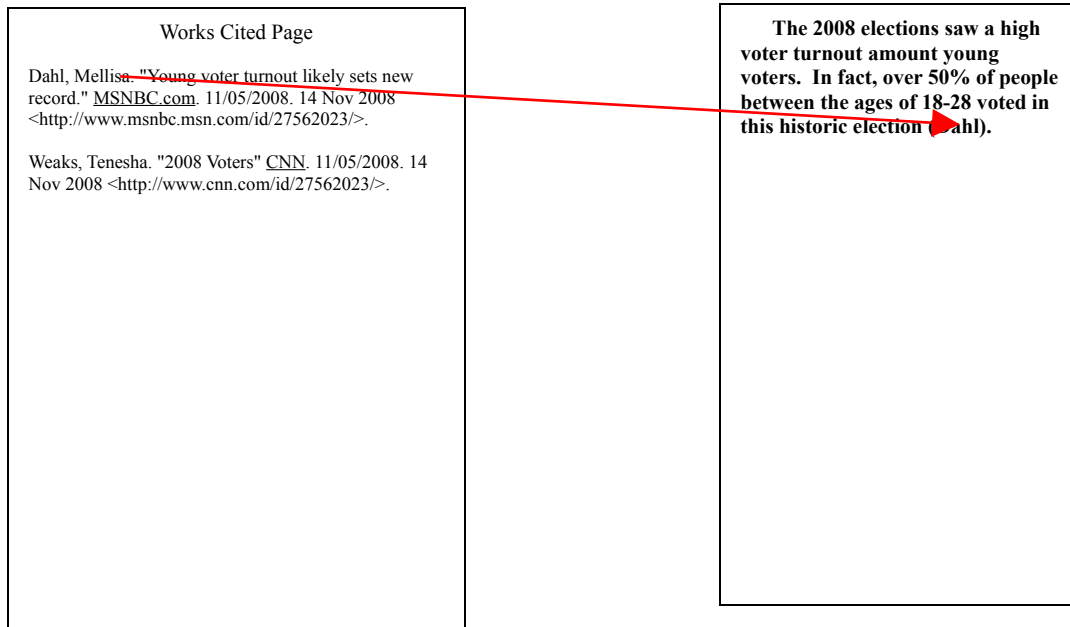 Works Cited Page
Dahl, Mellisa. "Young voter turnout likely sets new
record." MSNBC.com. 11/05/2008. 14 Nov 2008
<http://www.msnbc.msn.com/id/27562023/>.
Weaks, Tenesha. "2008 Voters" CNN. 11/05/2008. 14
Nov 2008 <http://www.cnn.com/id/27562023/>.
The 2008 elections saw a high
voter turnout amount young
voters. In fact, over 50% of people
between the ages of 18-28 voted in
this historic election (Dahl).